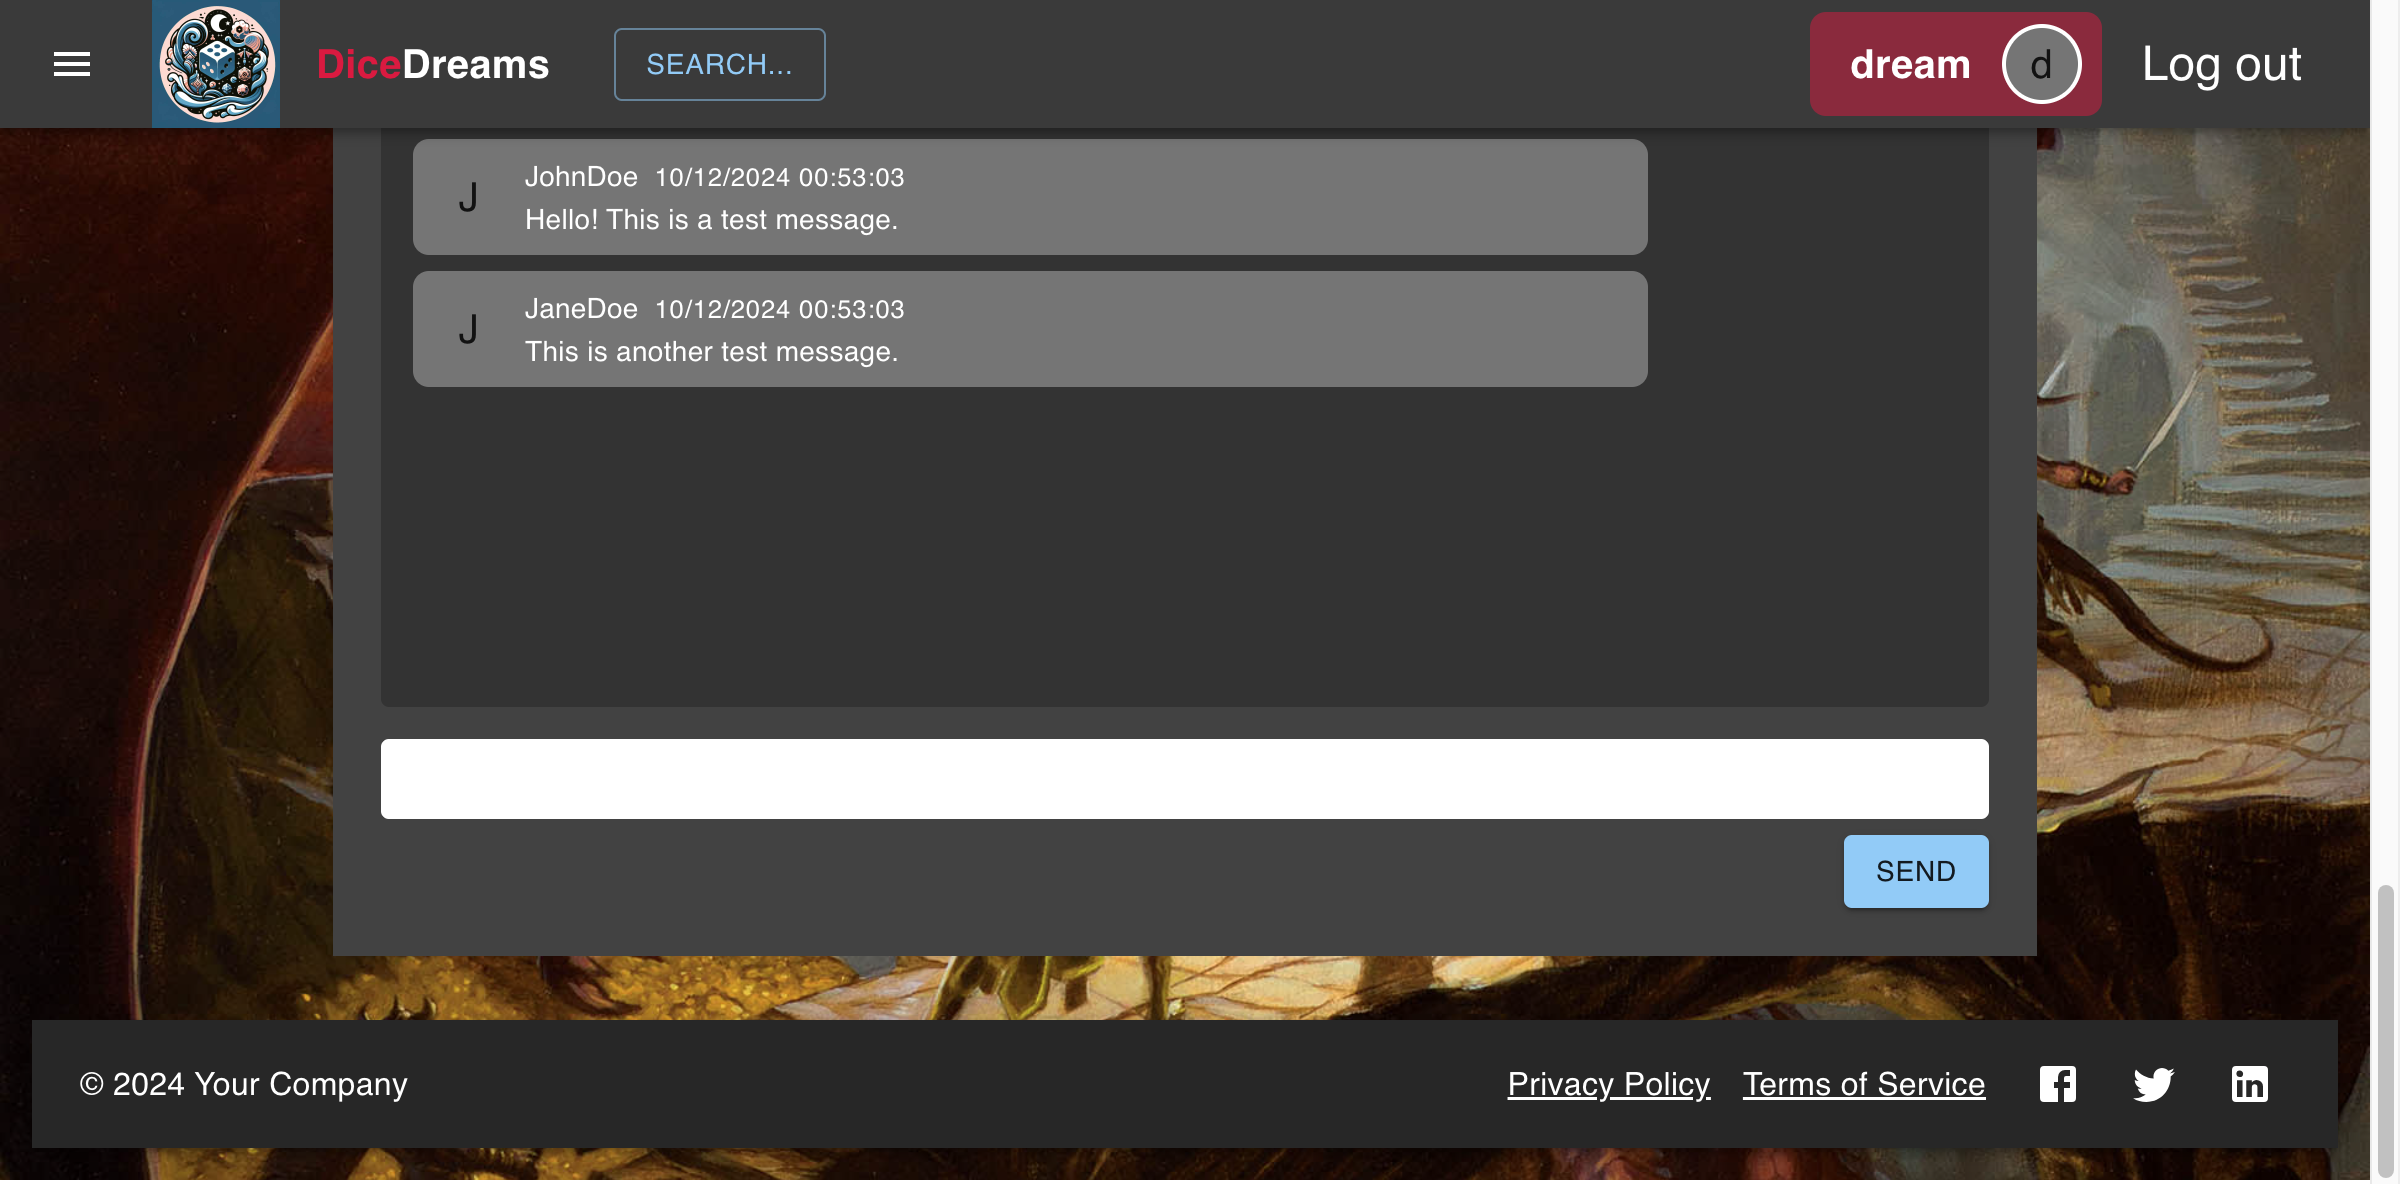 DiceDreams
SEARCH...
dream
d
Log out
J
JohnDoe 10/12/2024 00:53:03
Hello! This is a test message.
J
JaneDoe 10/12/2024 00:53:03
This is another test message.
SEND
© 2024 Your Company
Privacy Policy
Terms of Service